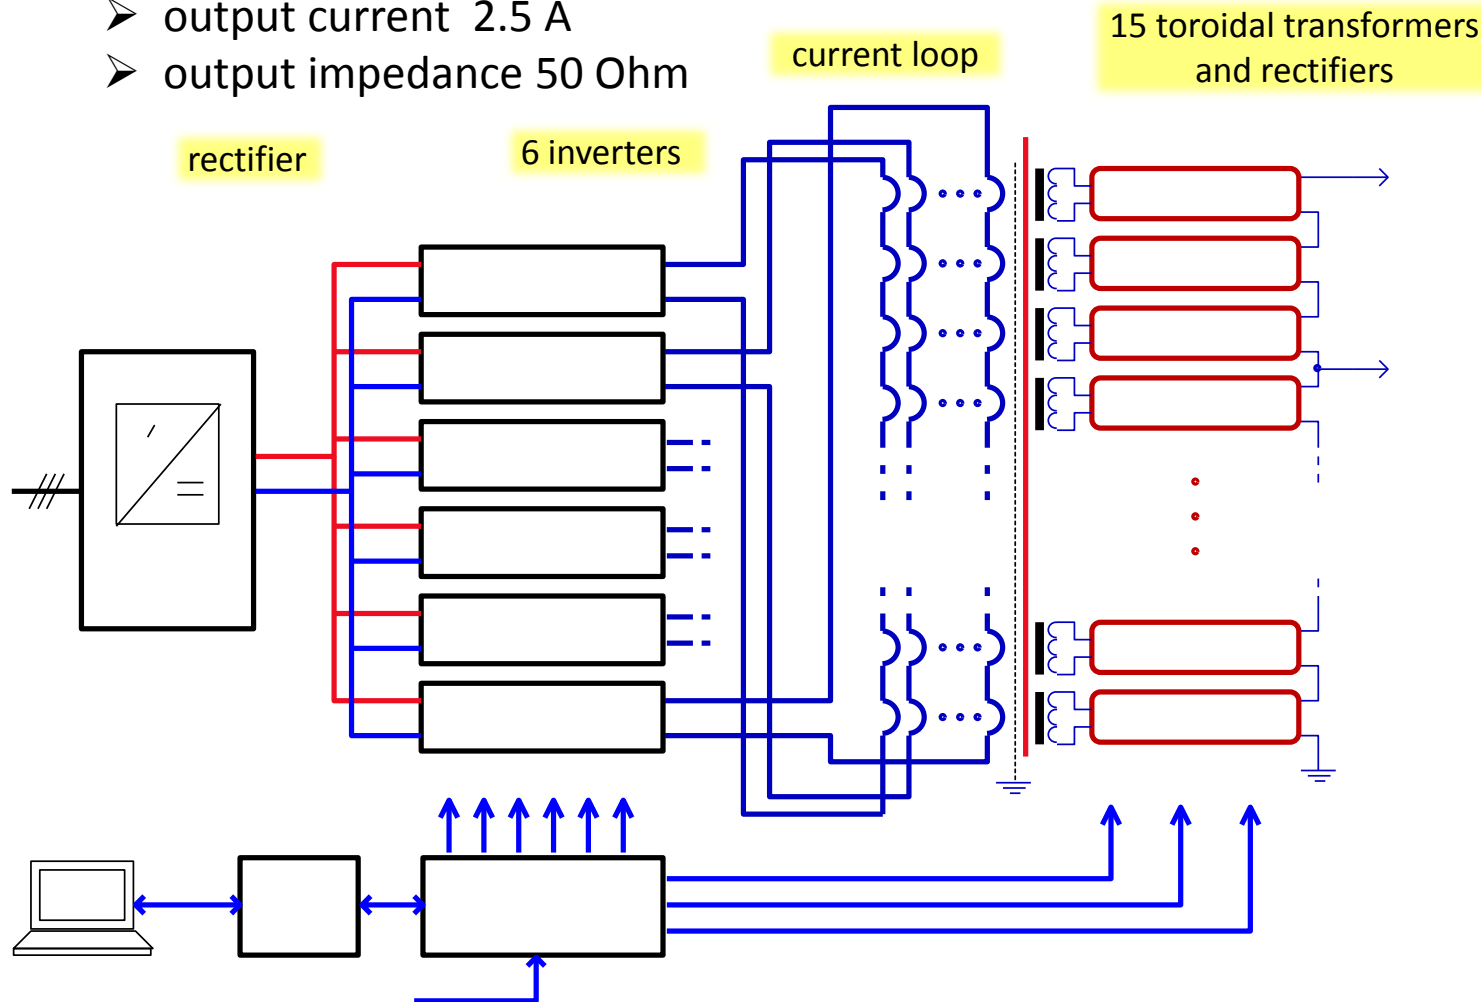 ➢ output current 2.5 A
➢ output impedance 50 Ohm
current loop
15 toroidal transformers
and rectifiers
rectifier
6 inverters